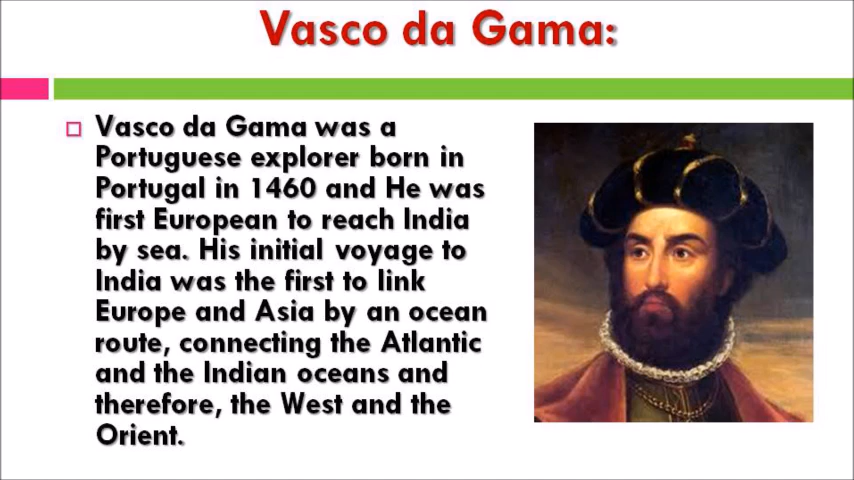 Vasco da Gama:
Vasco da Gama was a
Portuguese explorer born in
Portugal in 1460 and He was
first European to reach India
by sea. His initial voyage to
India was the first to link
Europe and Asia by an ocean
route, connecting the Atlantic
and the Indian oceans and
therefore, the West and the
Orient.